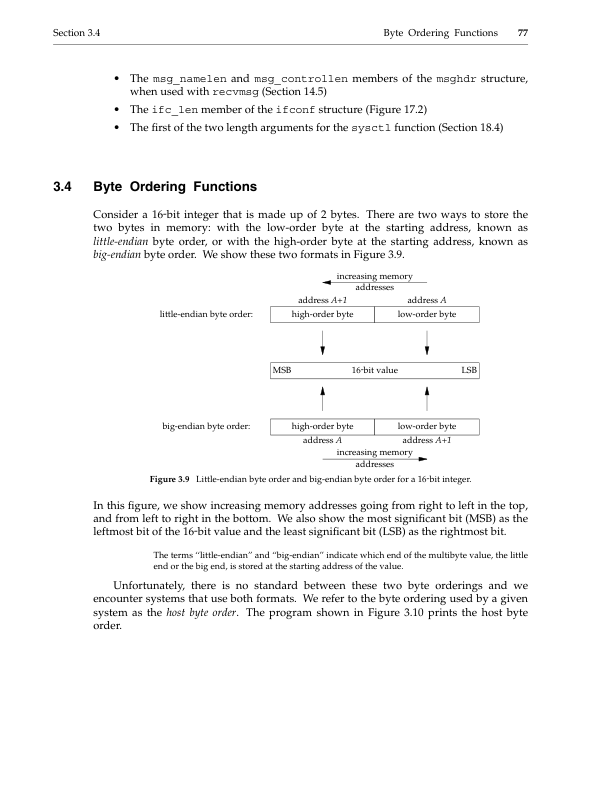 Section 3.4 Byte Ordering Functions 77
• The msg_namelen and msg_controllen members of the msghdr structure,
when used with recvmsg (Section 14.5)
• The ifc_len member of the ifconf structure (Figure 17.2)
• The first of the two length arguments for the sysctl function (Section 18.4)
3.4 Byte Ordering Functions
Consider a 16-bit integer that is made up of 2 bytes. There are two ways to store the
two bytes in memory: with the low-order byte at the starting address, known as
little-endian byte order, or with the high-order byte at the starting address, known as
big-endian byte order. We show these two formats in Figure 3.9.
increasing memory
addresses
address A+1 address A
little-endian byte order: high-order byte low-order byte
MSB 16-bit value LSB
big-endian byte order: high-order byte low-order byte
address A address A+1
increasing memory
addresses
Figure 3.9 Little-endian byte order and big-endian byte order for a 16-bit integer.
In this figure, we show increasing memory addresses going from right to left in the top,
and from left to right in the bottom. We also show the most significant bit (MSB) as the
leftmost bit of the 16-bit value and the least significant bit (LSB) as the rightmost bit.
The terms “little-endian” and “big-endian” indicate which end of the multibyte value, the little
end or the big end, is stored at the starting address of the value.
Unfortunately, there is no standard between these two byte orderings and we
encounter systems that use both formats. We refer to the byte ordering used by a given
system as the host byte order. The program shown in Figure 3.10 prints the host byte
order.